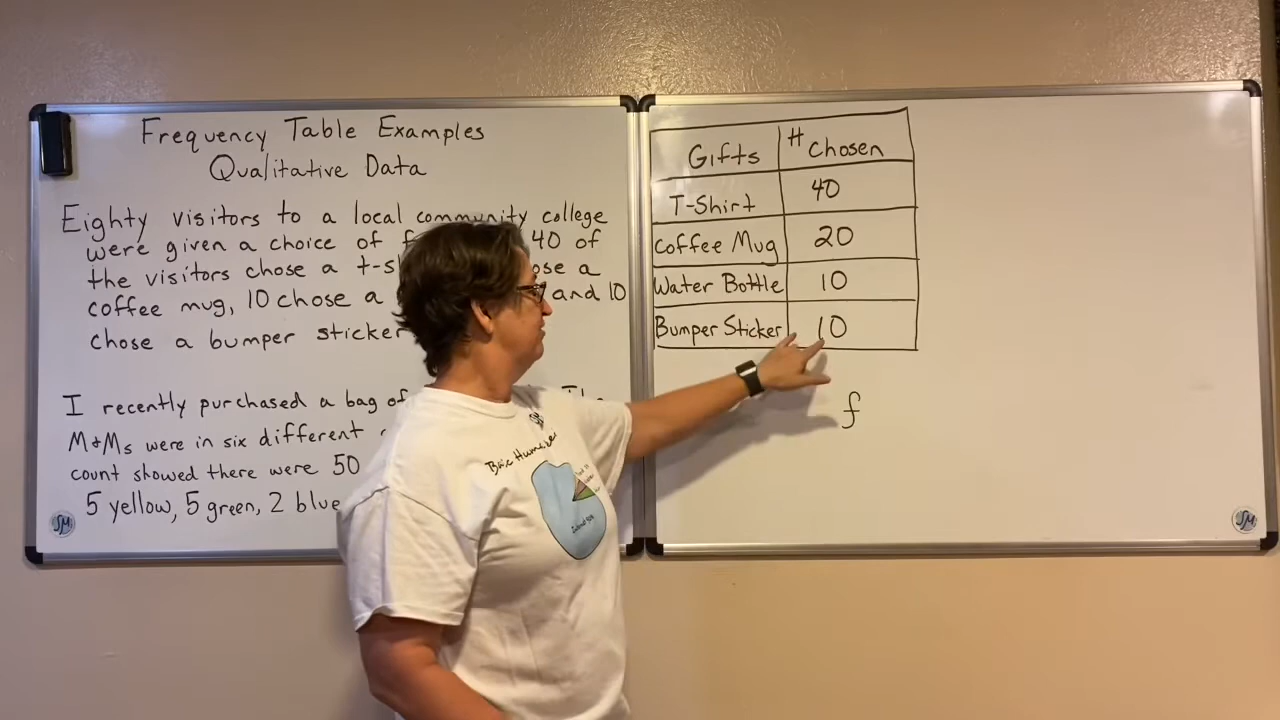 Frequency Table Examples
Qualitative Data
Eighty visitors to a local community college
were given a choice of 40 of
the visitors chose a a
coffee mug, 10 chose a and 10
chose a bumper sticker
I recently purchased a bag of
M+Ms were in six different
count showed there were 50
5 yellow, 5 green, 2 blue
SM
Gifts # Chosen
T-Shirt 40
Coffee Mug 20
Water Bottle 10
Bumper Sticker 10
f
SM
Basic